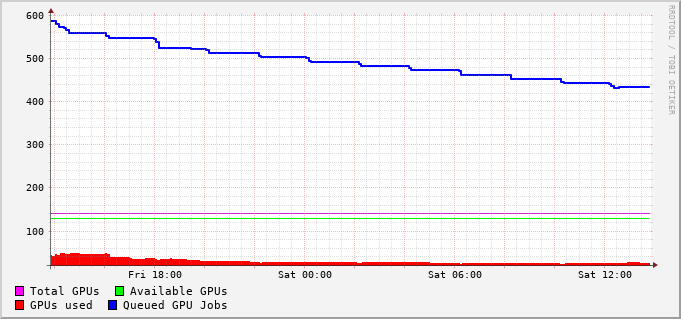 600
500
400
300
200
100
Fri 18:00 Sat 00:00 Sat 06:00 Sat 12:00
Total GPUs Available GPUs
GPUs used Queued GPU Jobs
RRDTOOL / TOBI OETIKER